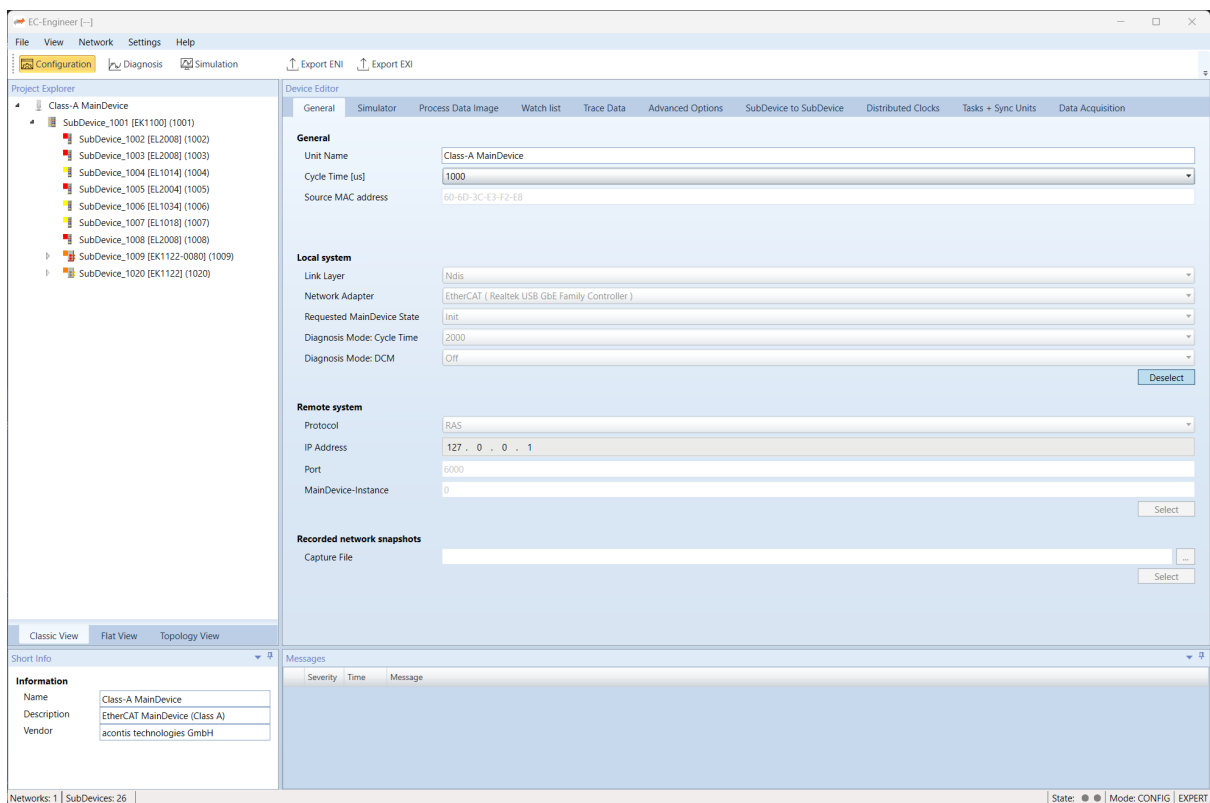 EC-Engineer [--]
File View Network Settings Help
Configuration Diagnosis Simulation Export ENI Export EXI
Project Explorer
Class-A MainDevice
SubDevice_1001 [EK1100] (1001)
SubDevice_1002 [EL2008] (1002)
SubDevice_1003 [EL2008] (1003)
SubDevice_1004 [EL1014] (1004)
SubDevice_1005 [EL2004] (1005)
SubDevice_1006 [EL1034] (1006)
SubDevice_1007 [EL1018] (1007)
SubDevice_1008 [EL2008] (1008)
SubDevice_1009 [EK1122-0080] (1009)
SubDevice_1020 [EK1122] (1020)
Classic View Flat View Topology View
Device Editor
General Simulator Process Data Image Watch list Trace Data Advanced Options SubDevice to SubDevice Distributed Clocks Tasks + Sync Units Data Acquisition
General
Unit Name Class-A MainDevice
Cycle Time [us] 1000
Source MAC address 60-6D-3C-E3-F2-E8
Local system
Link Layer Ndis
Network Adapter EtherCAT ( Realtek USB GbE Family Controller )
Requested MainDevice State Init
Diagnosis Mode: Cycle Time 2000
Diagnosis Mode: DCM Off
Deselect
Remote system
Protocol RAS
IP Address 127 . 0 . 0 . 1
Port 6000
MainDevice-Instance 0
Select
Recorded network snapshots
Capture File ...
Select
Short Info
Information
Name Class-A MainDevice
Description EtherCAT MainDevice (Class A)
Vendor acontis technologies GmbH
Messages
Severity Time Message
Networks: 1 SubDevices: 26 State: Mode: CONFIG EXPERT